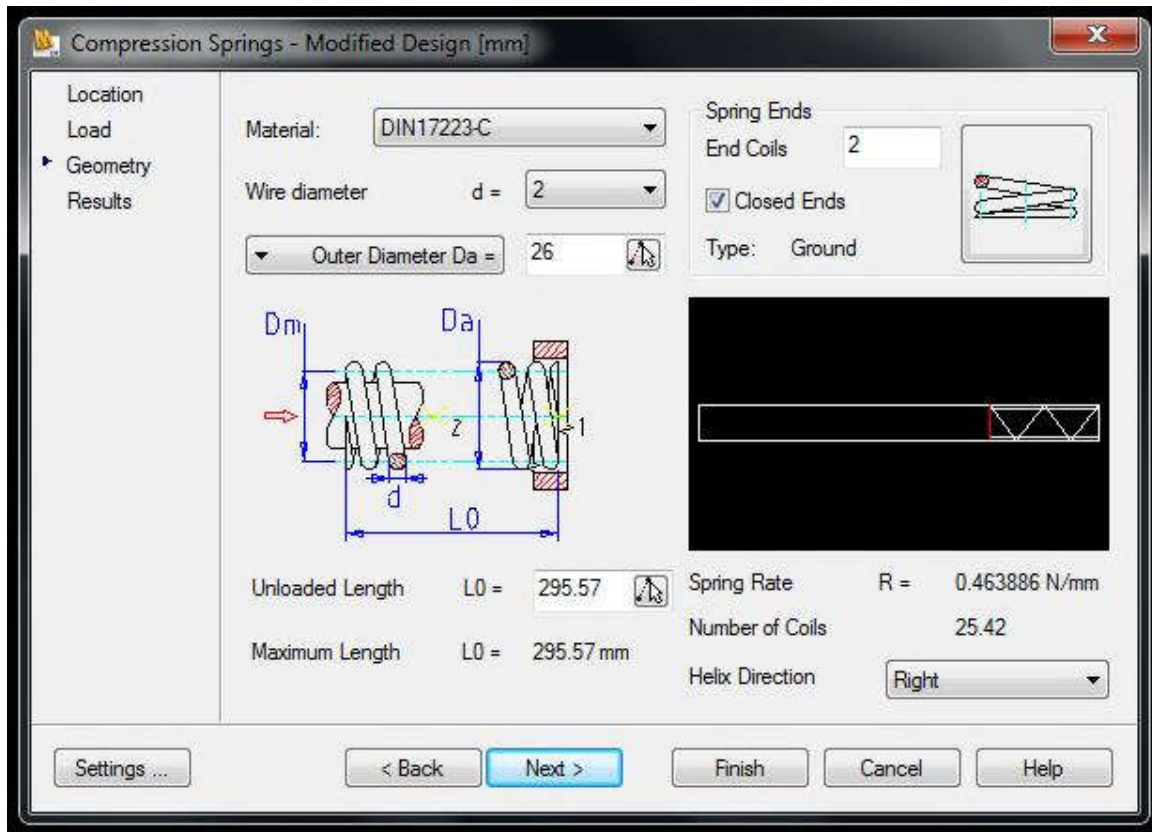 Compression Springs - Modified Design [mm]
Location
Load
Geometry
Results
Material: DIN17223-C
Wire diameter d = 2
Outer Diameter Da = 26
Spring Ends
End Coils 2
Closed Ends
Type: Ground
Dm
Da
z
1
d
L0
Unloaded Length L0 = 295.57
Maximum Length L0 = 295.57 mm
Spring Rate R = 0.463886 N/mm
Number of Coils 25.42
Helix Direction Right
Settings ...
< Back
Next >
Finish
Cancel
Help